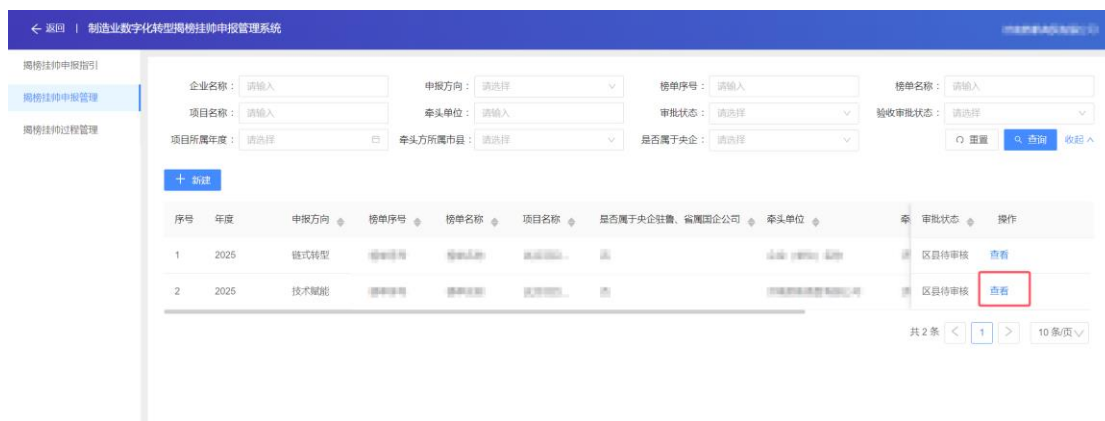 ← 返回 | 制造业数字化转型揭榜挂帅申报管理系统
揭榜挂帅申报指引
揭榜挂帅申报管理
揭榜挂帅过程管理
企业名称： 请输入 申报方向： 请选择 榜单序号： 请输入 榜单名称： 请输入
项目名称： 请输入 牵头单位： 请输入 审批状态： 请选择 验收审批状态： 请选择
项目所属年度： 请选择 牵头方所属市县： 请选择 是否属于央企： 请选择 重置 查询 收起
+ 新建
序号 年度 申报方向 榜单序号 榜单名称 项目名称 是否属于央企驻鲁、省属国企公司 牵头单位 牵 审批状态 操作
1 2025 链式转型 区县待审核 查看
2 2025 技术赋能 区县待审核 查看
共 2 条 < 1 > 10 条/页